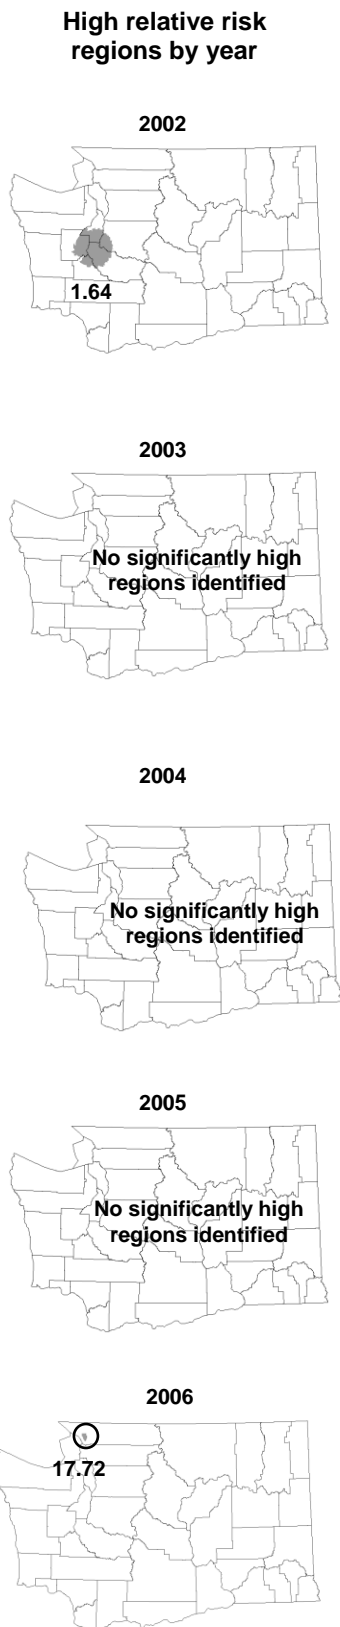 High relative risk
regions by year
2002
1.64
2003
No significantly high
regions identified
2004
No significantly high
regions identified
2005
No significantly high
regions identified
2006
17.72